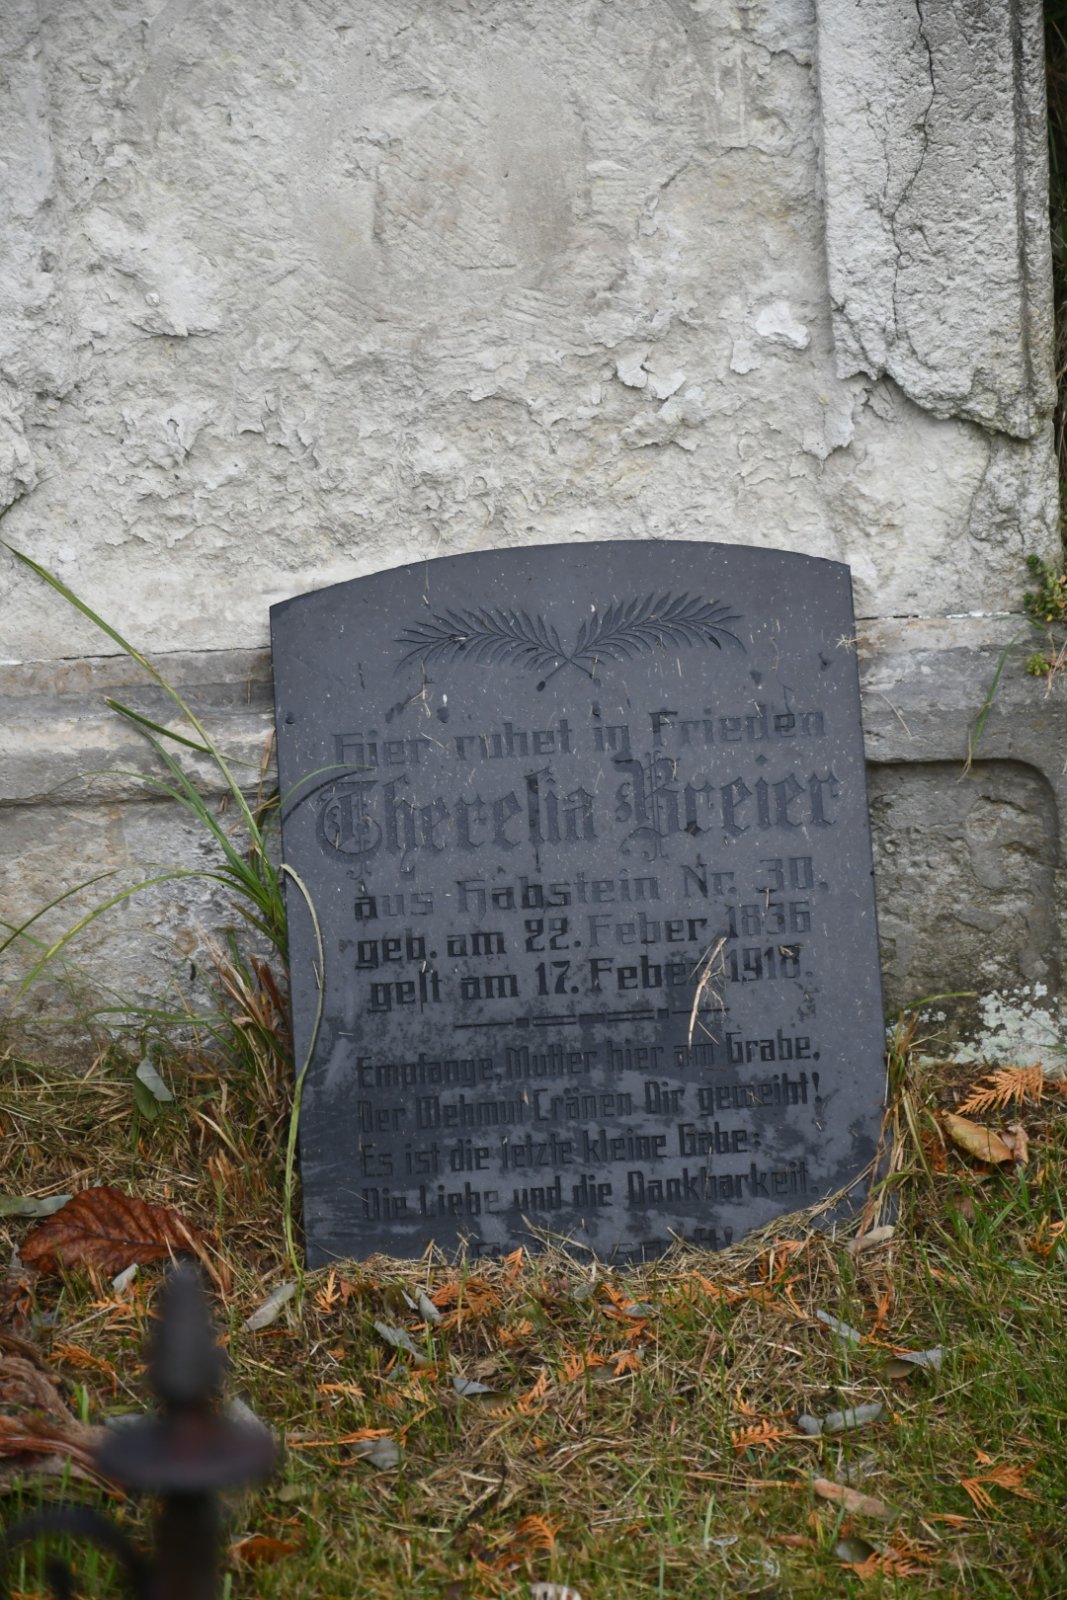 Hier ruhet in Frieden
Theresia Breier
aus Habstein Nr. 30.
geb. am 22. Feber 1836
gest am 17. Feber 1918.
Empfange, Mutter hier am Grabe,
Der Wehmut Tränen Dir geweiht!
Es ist die letzte kleine Gabe:
Die Liebe und die Dankbarkeit.